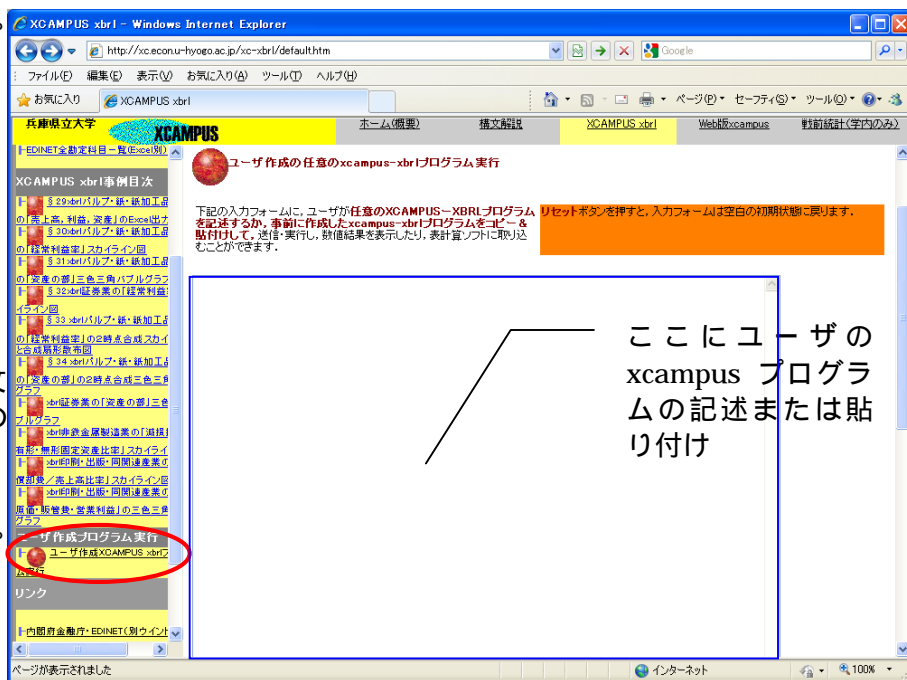 XCAMPUS xbrl - Windows Internet Explorer
http://xc.econ.u-hyogo.ac.jp/xc-xbrl/default.htm
Google
ファイル(F) 編集(E) 表示(V) お気に入り(A) ツール(T) ヘルプ(H)
お気に入り XCAMPUS xbrl
ページ(P) セーフティ(S) ツール(O)
兵庫県立大学 XCAMPUS
ホーム(概要) 構文解説 XCAMPUS xbrl Web版xcampus 戦前統計(学内のみ)
EDINET全勘定科目一覧(Excel別)
XCAMPUS xbrl事例目次
§29xbrlパルプ・紙・紙加工品
の「売上高,利益,資産」のExcel出力
§30xbrlパルプ・紙・紙加工品
の「経常利益率」スカイライン図
§31xbrlパルプ・紙・紙加工品
の「資産の部」三色三角バブルグラフ
§32xbrl証券業の「経常利益
イライン図
§33 xbrlパルプ・紙・紙加工品
の「経常利益率」の2時点合成スカイ
と合成扇形散布図
§34 xbrlパルプ・紙・紙加工品
の「資産の部」の2時点合成三色三角
グラフ
xbrl証券業の「資産の部」三色
ブルグラフ
xbrl非鉄金属製造業の「減損
有形・無形固定資産比率」スカイライ
xbrl印刷・出版・同関連産業の
償却費/売上高比率」スカイライン図
xbrl印刷・出版・同関連産業の
原価・販管費・営業利益」の三色三角
グラフ
ユーザ作成プログラム実行
ユーザ作成XCAMPUS xbrlプ
ム実行
リンク
内閣府金融庁・EDINET(別ウイント
ユーザ作成の任意のxcampus-xbrlプログラム実行
下記の入力フォームに,ユーザが任意のXCAMPUS-XBRLプログラム
を記述するか,事前に作成したxcampus-xbrlプログラムをコピー&
貼付けして,送信・実行し,数値結果を表示したり,表計算ソフトに取り込
むことができます.
リセットボタンを押すと,入力フォームは空白の初期状態に戻ります.
ここにユーザの
xcampus プログラ
ムの記述または貼
り付け
ページが表示されました
インターネット
100%